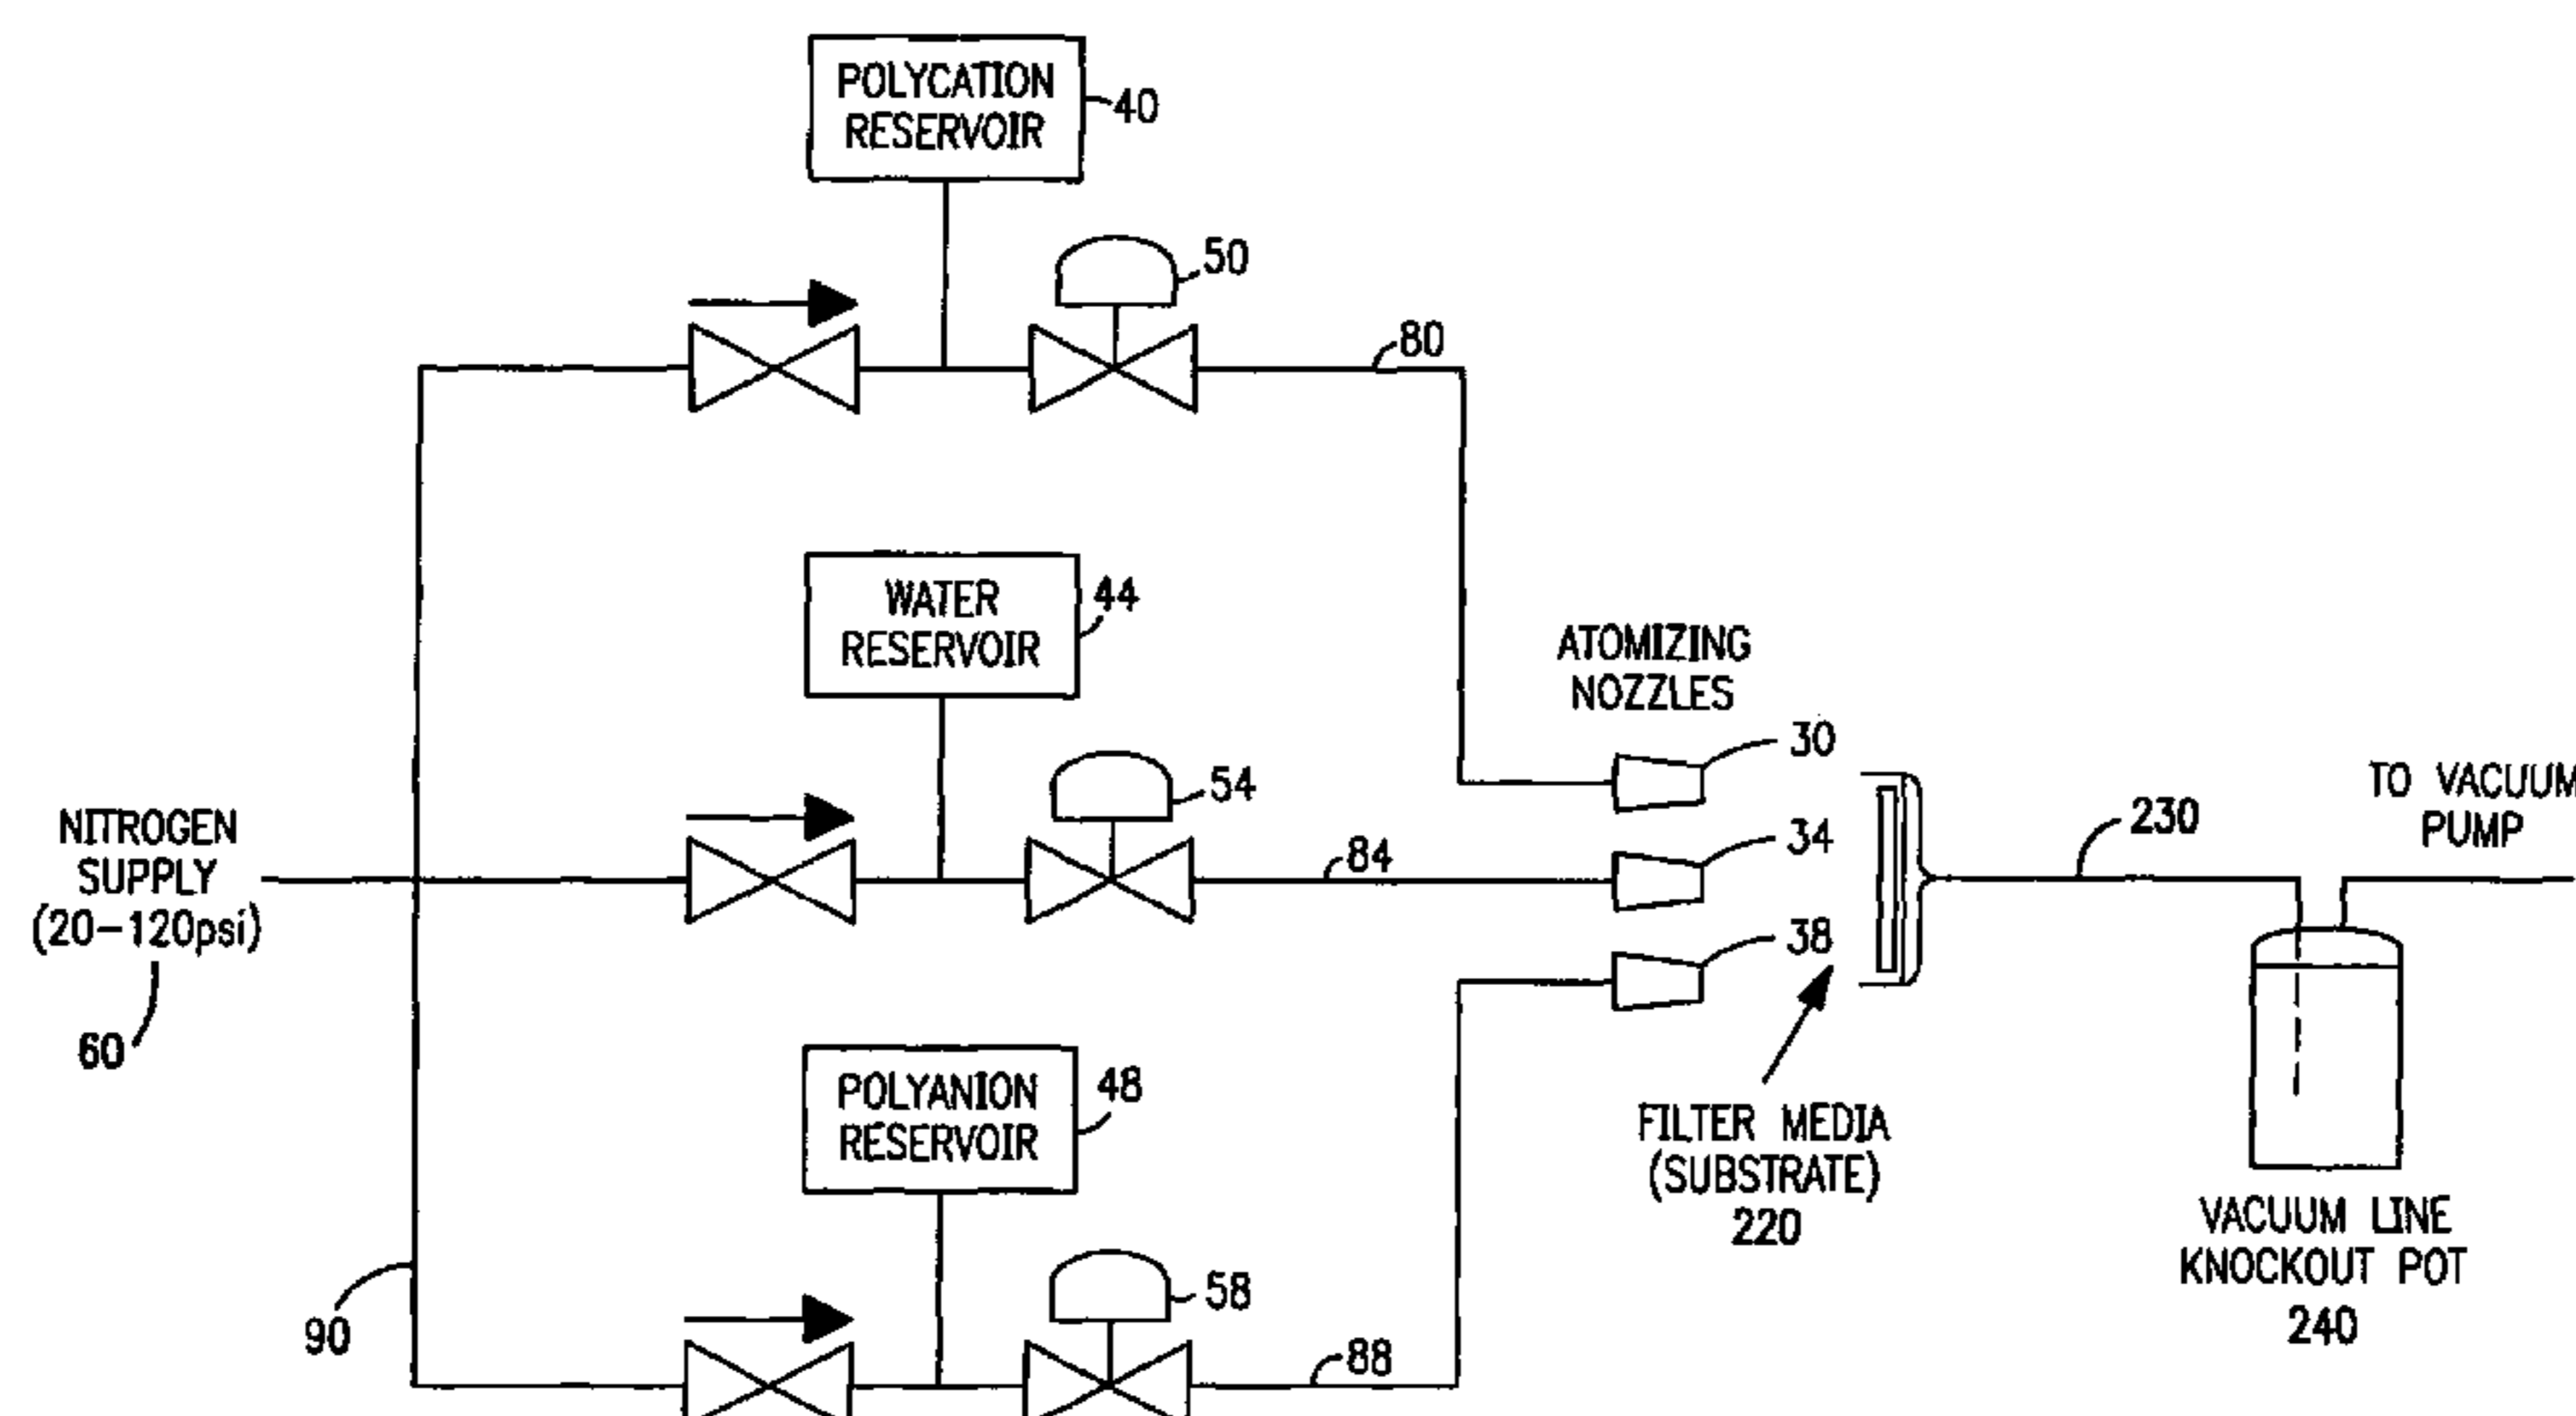 POLYCATION
RESERVOIR
40
50
80
WATER
RESERVOIR
44
54
84
ATOMIZING
NOZZLES
30
34
38
NITROGEN
SUPPLY
(20-120psi)
60
POLYANION
RESERVOIR
48
58
88
90
FILTER MEDIA
(SUBSTRATE)
220
230
TO VACUUM
PUMP
VACUUM LINE
KNOCKOUT POT
240